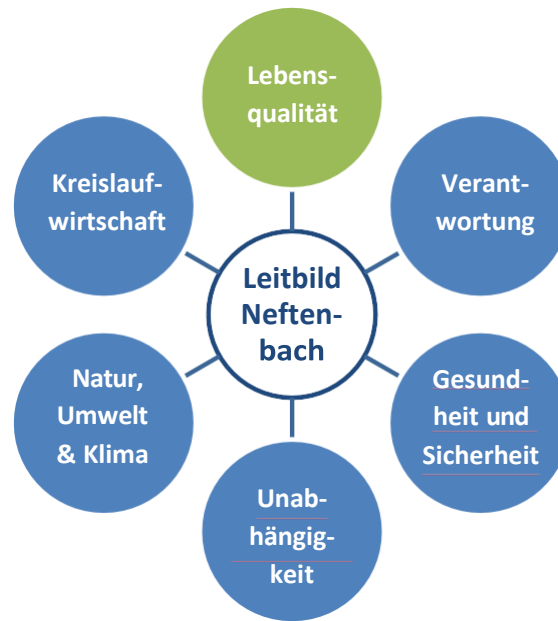 Lebens-
qualität
Verant-
wortung
Gesund-
heit und
Sicherheit
Unab-
hängig-
keit
Natur,
Umwelt
& Klima
Kreislauf-
wirtschaft
Leitbild
Neften-
bach